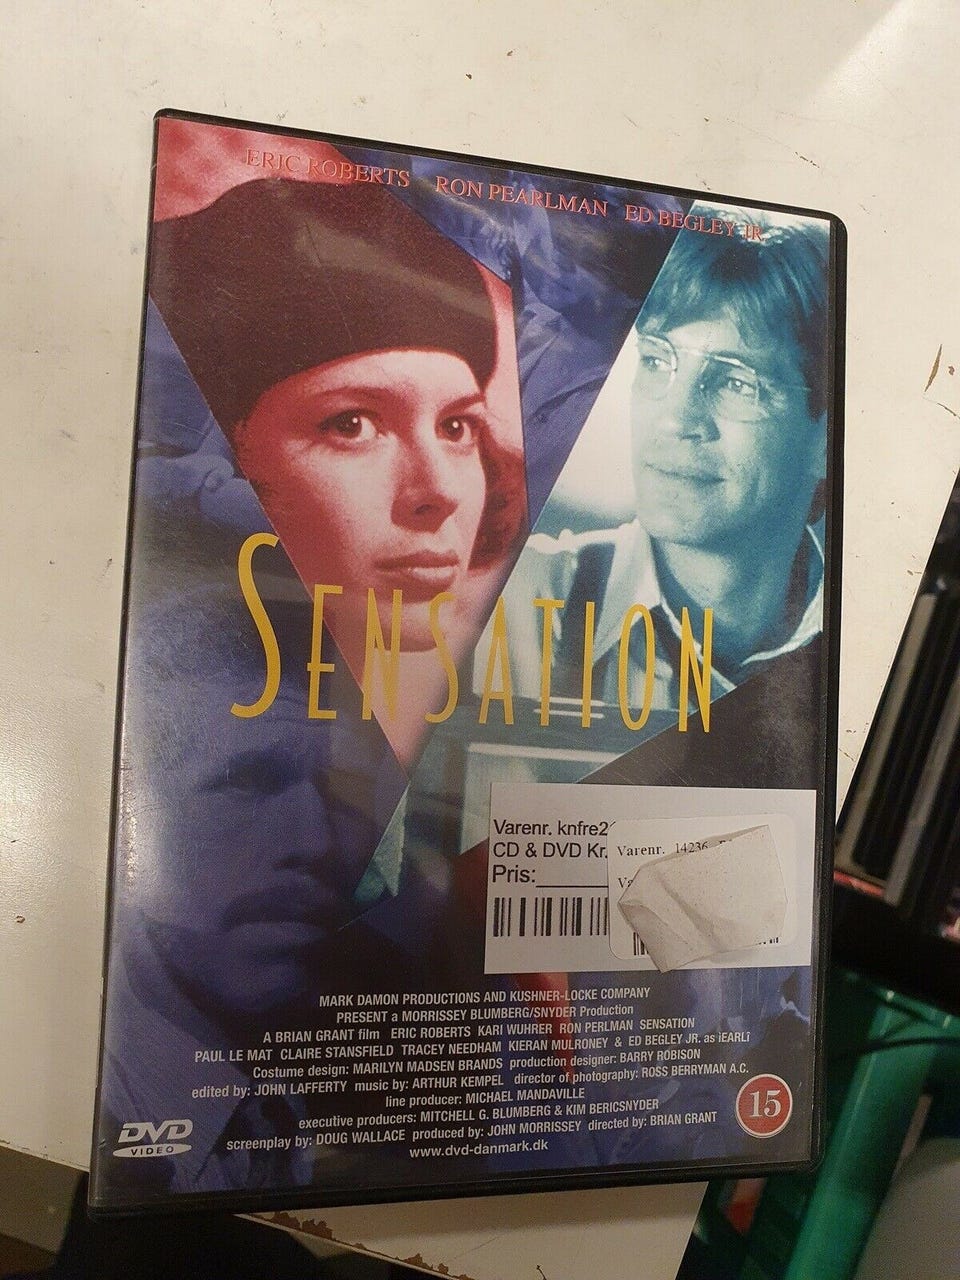 ERIC ROBERTS RON PEARLMAN ED BEGLEY JR.
SENSATION
Varenr. knfre2
CD & DVD Kr.
Pris:
Varenr. 14236
MARK DAMON PRODUCTIONS AND KUSHNER-LOCKE COMPANY
PRESENT a MORRISSEY BLUMBERG/SNYDER Production
A BRIAN GRANT film ERIC ROBERTS KARI WUHRER RON PERLMAN SENSATION
PAUL LE MAT CLAIRE STANSFIELD TRACEY NEEDHAM KIERAN MULRONEY & ED BEGLEY JR. as ìEARLî
Costume design: MARILYN MADSEN BRANDS production designer: BARRY ROBISON
edited by: JOHN LAFFERTY music by: ARTHUR KEMPEL director of photography: ROSS BERRYMAN A.C.
line producer: MICHAEL MANDAVILLE
executive producers: MITCHELL G. BLUMBERG & KIM BERICSNYDER
screenplay by: DOUG WALLACE produced by: JOHN MORRISSEY directed by: BRIAN GRANT
www.dvd-danmark.dk
DVD
VIDEO
15